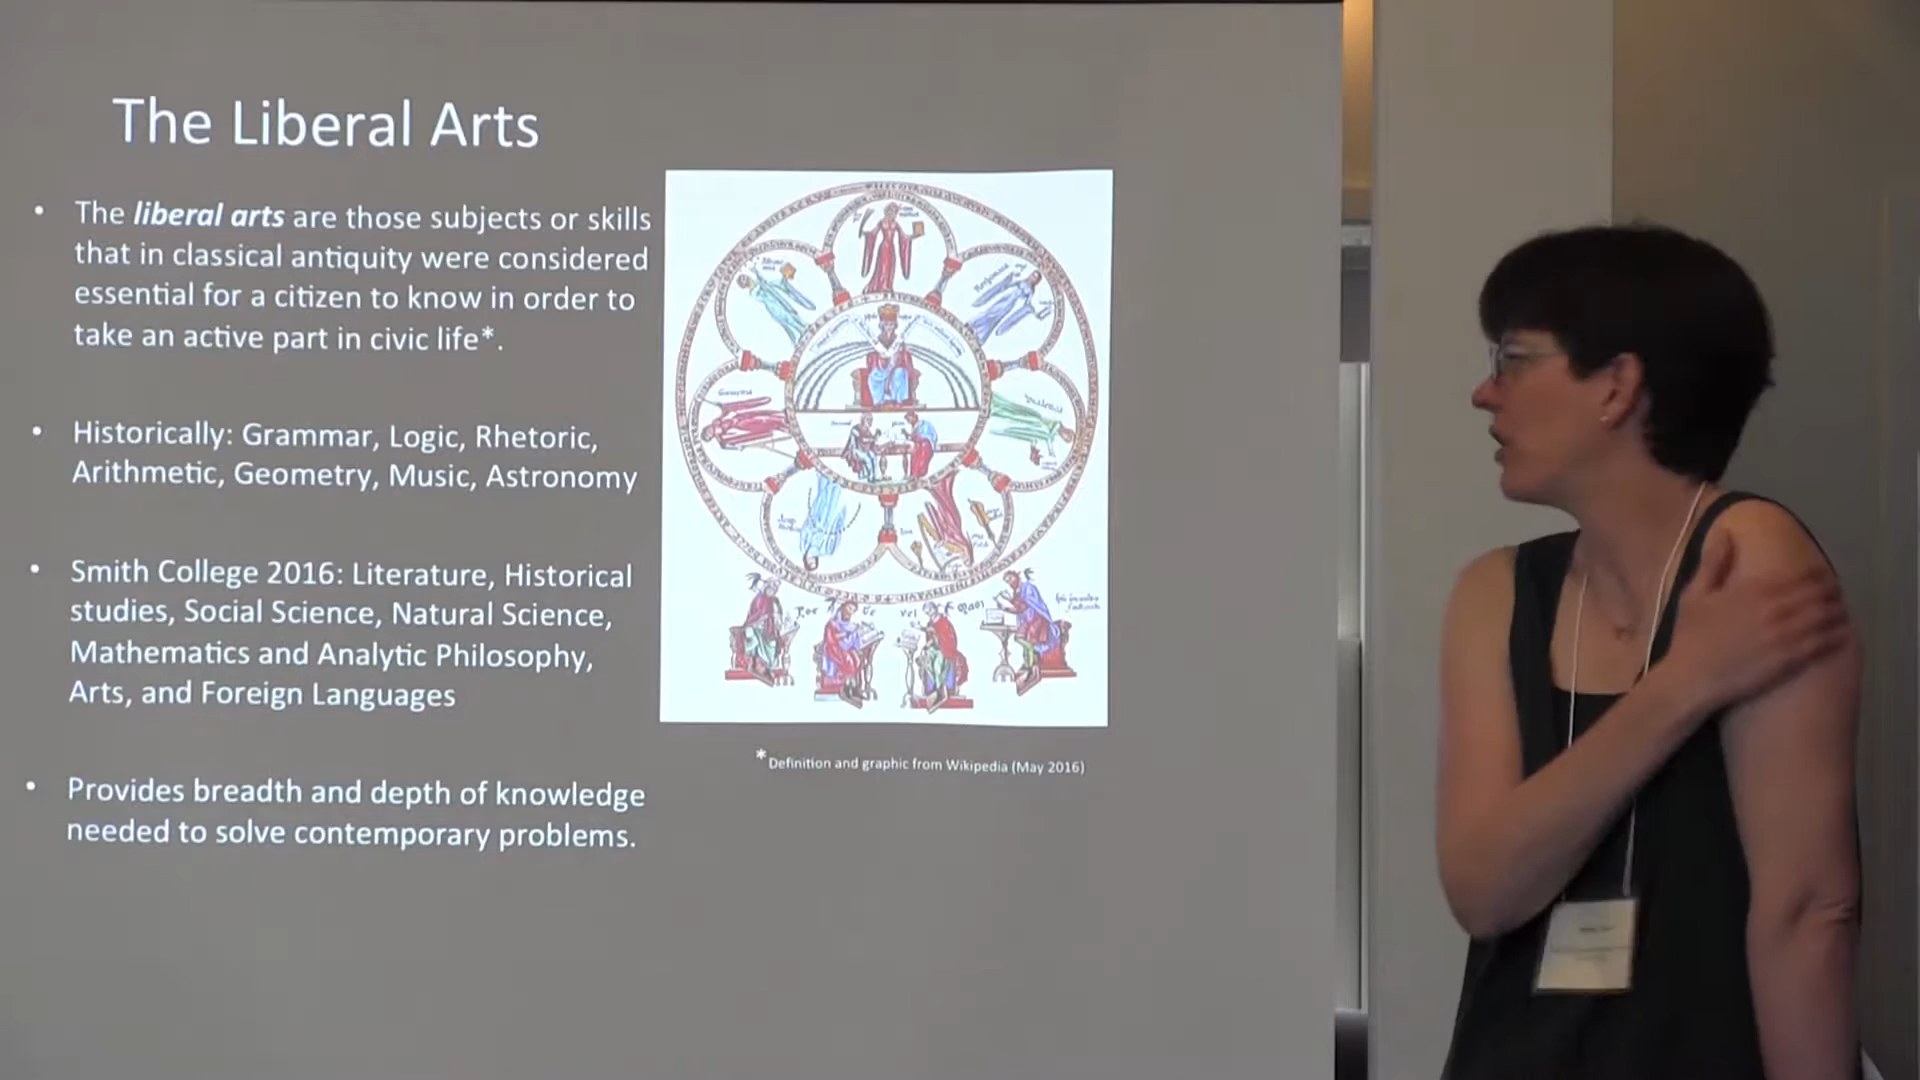 The Liberal Arts
• The liberal arts are those subjects or skills
that in classical antiquity were considered
essential for a citizen to know in order to
take an active part in civic life*.
• Historically: Grammar, Logic, Rhetoric,
Arithmetic, Geometry, Music, Astronomy
• Smith College 2016: Literature, Historical
studies, Social Science, Natural Science,
Mathematics and Analytic Philosophy,
Arts, and Foreign Languages
• Provides breadth and depth of knowledge
needed to solve contemporary problems.
*Definition and graphic from Wikipedia (May 2016)